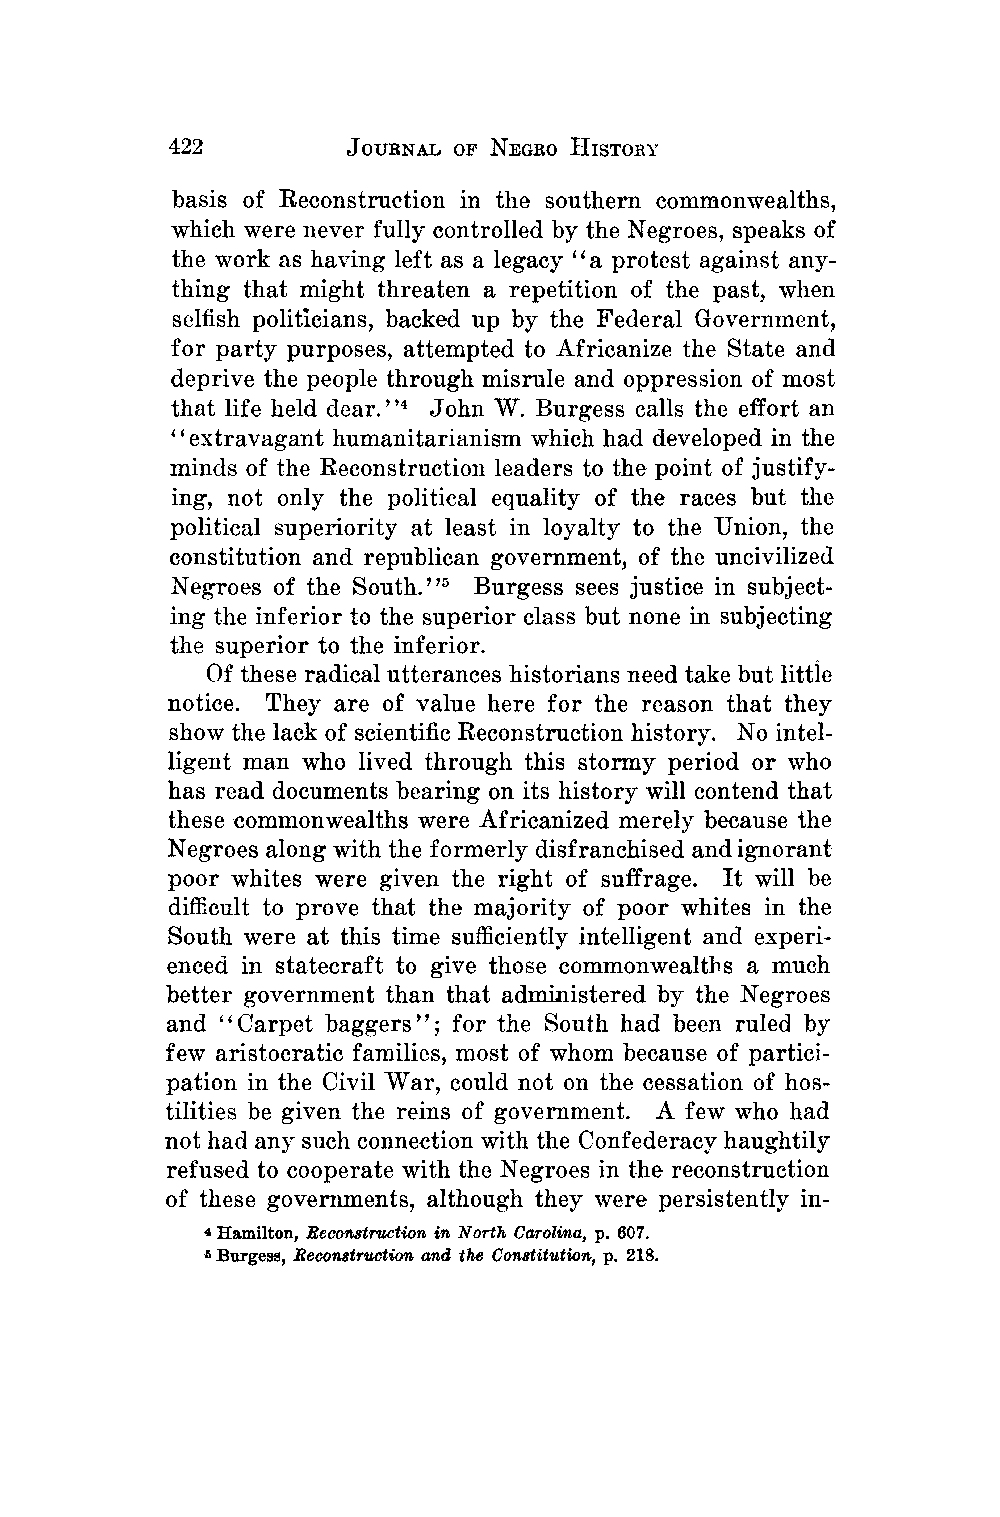 422 JOURNAL OF NEGRO HISTORY
basis of Reconstruction in the southern commonwealths,
which were never fully controlled by the Negroes, speaks of
the work as having left as a legacy ‘‘a protest against any-
thing that might threaten a repetition of the past, when
selfish politicians, backed up by the Federal Government,
for party purposes, attempted to Africanize the State and
deprive the people through misrule and oppression of most
that life held dear.’’⁴ John W. Burgess calls the effort an
‘‘extravagant humanitarianism which had developed in the
minds of the Reconstruction leaders to the point of justify-
ing, not only the political equality of the races but the
political superiority at least in loyalty to the Union, the
constitution and republican government, of the uncivilized
Negroes of the South.’’⁵ Burgess sees justice in subject-
ing the inferior to the superior class but none in subjecting
the superior to the inferior.
Of these radical utterances historians need take but little
notice. They are of value here for the reason that they
show the lack of scientific Reconstruction history. No intel-
ligent man who lived through this stormy period or who
has read documents bearing on its history will contend that
these commonwealths were Africanized merely because the
Negroes along with the formerly disfranchised and ignorant
poor whites were given the right of suffrage. It will be
difficult to prove that the majority of poor whites in the
South were at this time sufficiently intelligent and experi-
enced in statecraft to give those commonwealths a much
better government than that administered by the Negroes
and ‘‘Carpet baggers’’; for the South had been ruled by
few aristocratic families, most of whom because of partici-
pation in the Civil War, could not on the cessation of hos-
tilities be given the reins of government. A few who had
not had any such connection with the Confederacy haughtily
refused to cooperate with the Negroes in the reconstruction
of these governments, although they were persistently in-
⁴ Hamilton, Reconstruction in North Carolina, p. 607.
⁵ Burgess, Reconstruction and the Constitution, p. 218.